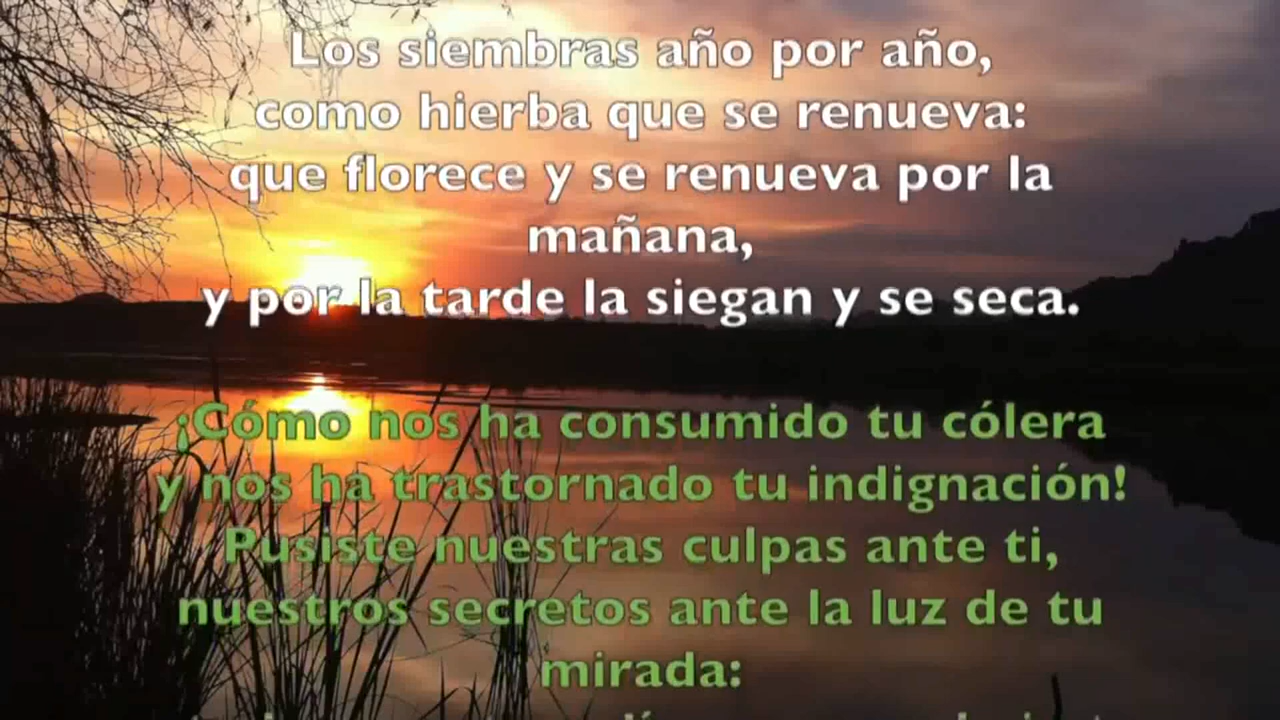 Los siembras año por año,
como hierba que se renueva:
que florece y se renueva por la
mañana,
y por la tarde la siegan y se seca.
¡Cómo nos ha consumido tu cólera
y nos ha trastornado tu indignación!
Pusiste nuestras culpas ante ti,
nuestros secretos ante la luz de tu
mirada: